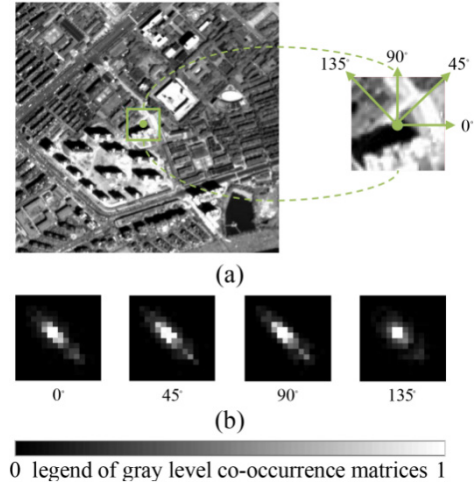 135° 90° 45°
0°
(a)
0° 45° 90° 135°
(b)
0 legend of gray level co-occurrence matrices 1